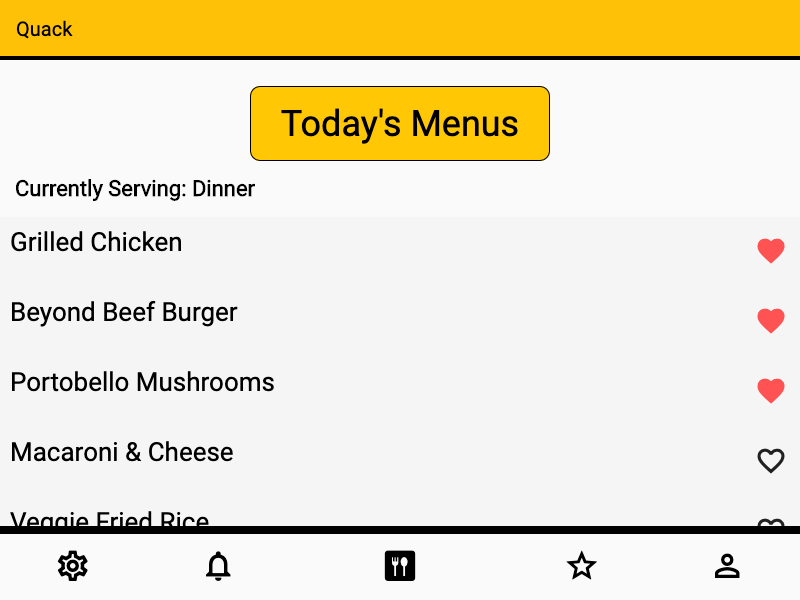 Quack
Today's Menus
Currently Serving: Dinner
Grilled Chicken
Beyond Beef Burger
Portobello Mushrooms
Macaroni & Cheese
Veggie Fried Rice